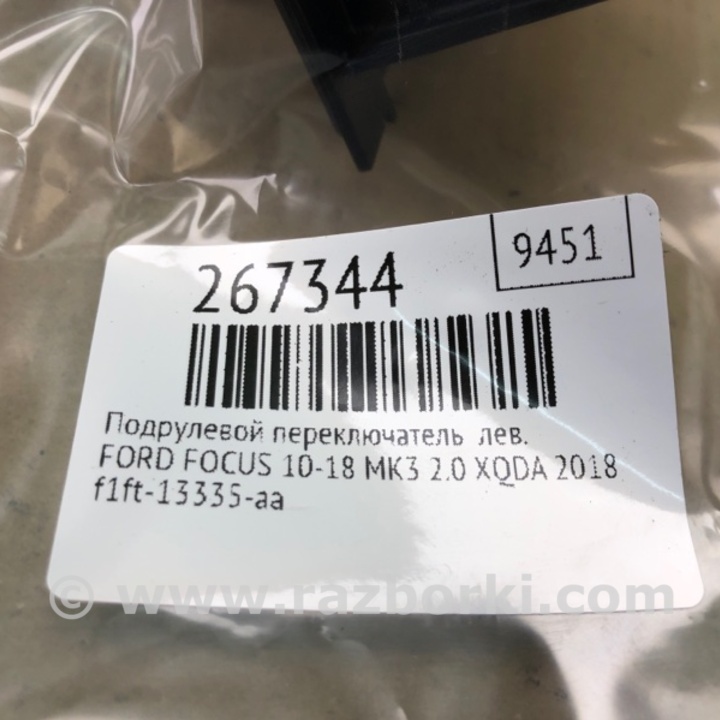 9451
267344
Подрулевой переключатель лев.
FORD FOCUS 10-18 MK3 2.0 XQDA 2018
f1ft-13335-aa
© www.razborki.com